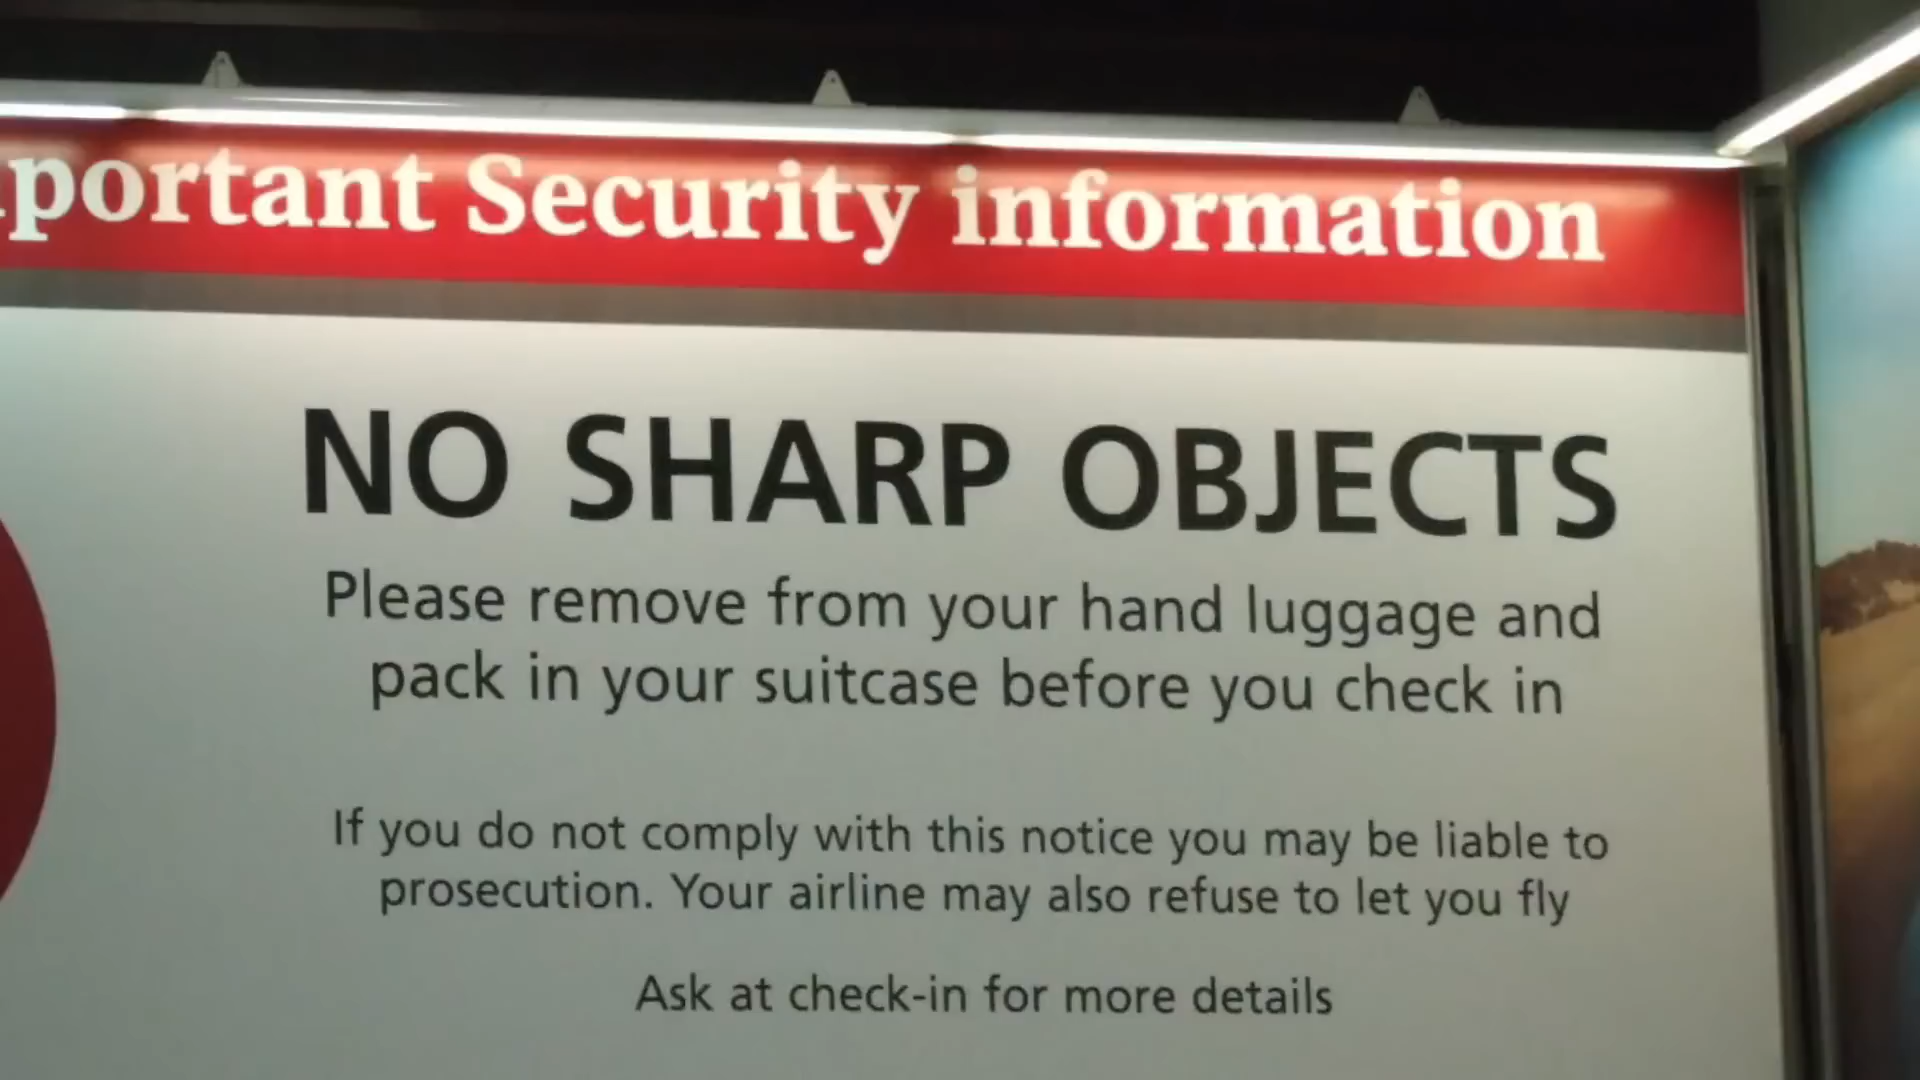 portant Security information
NO SHARP OBJECTS
Please remove from your hand luggage and
pack in your suitcase before you check in
If you do not comply with this notice you may be liable to
prosecution. Your airline may also refuse to let you fly
Ask at check-in for more details